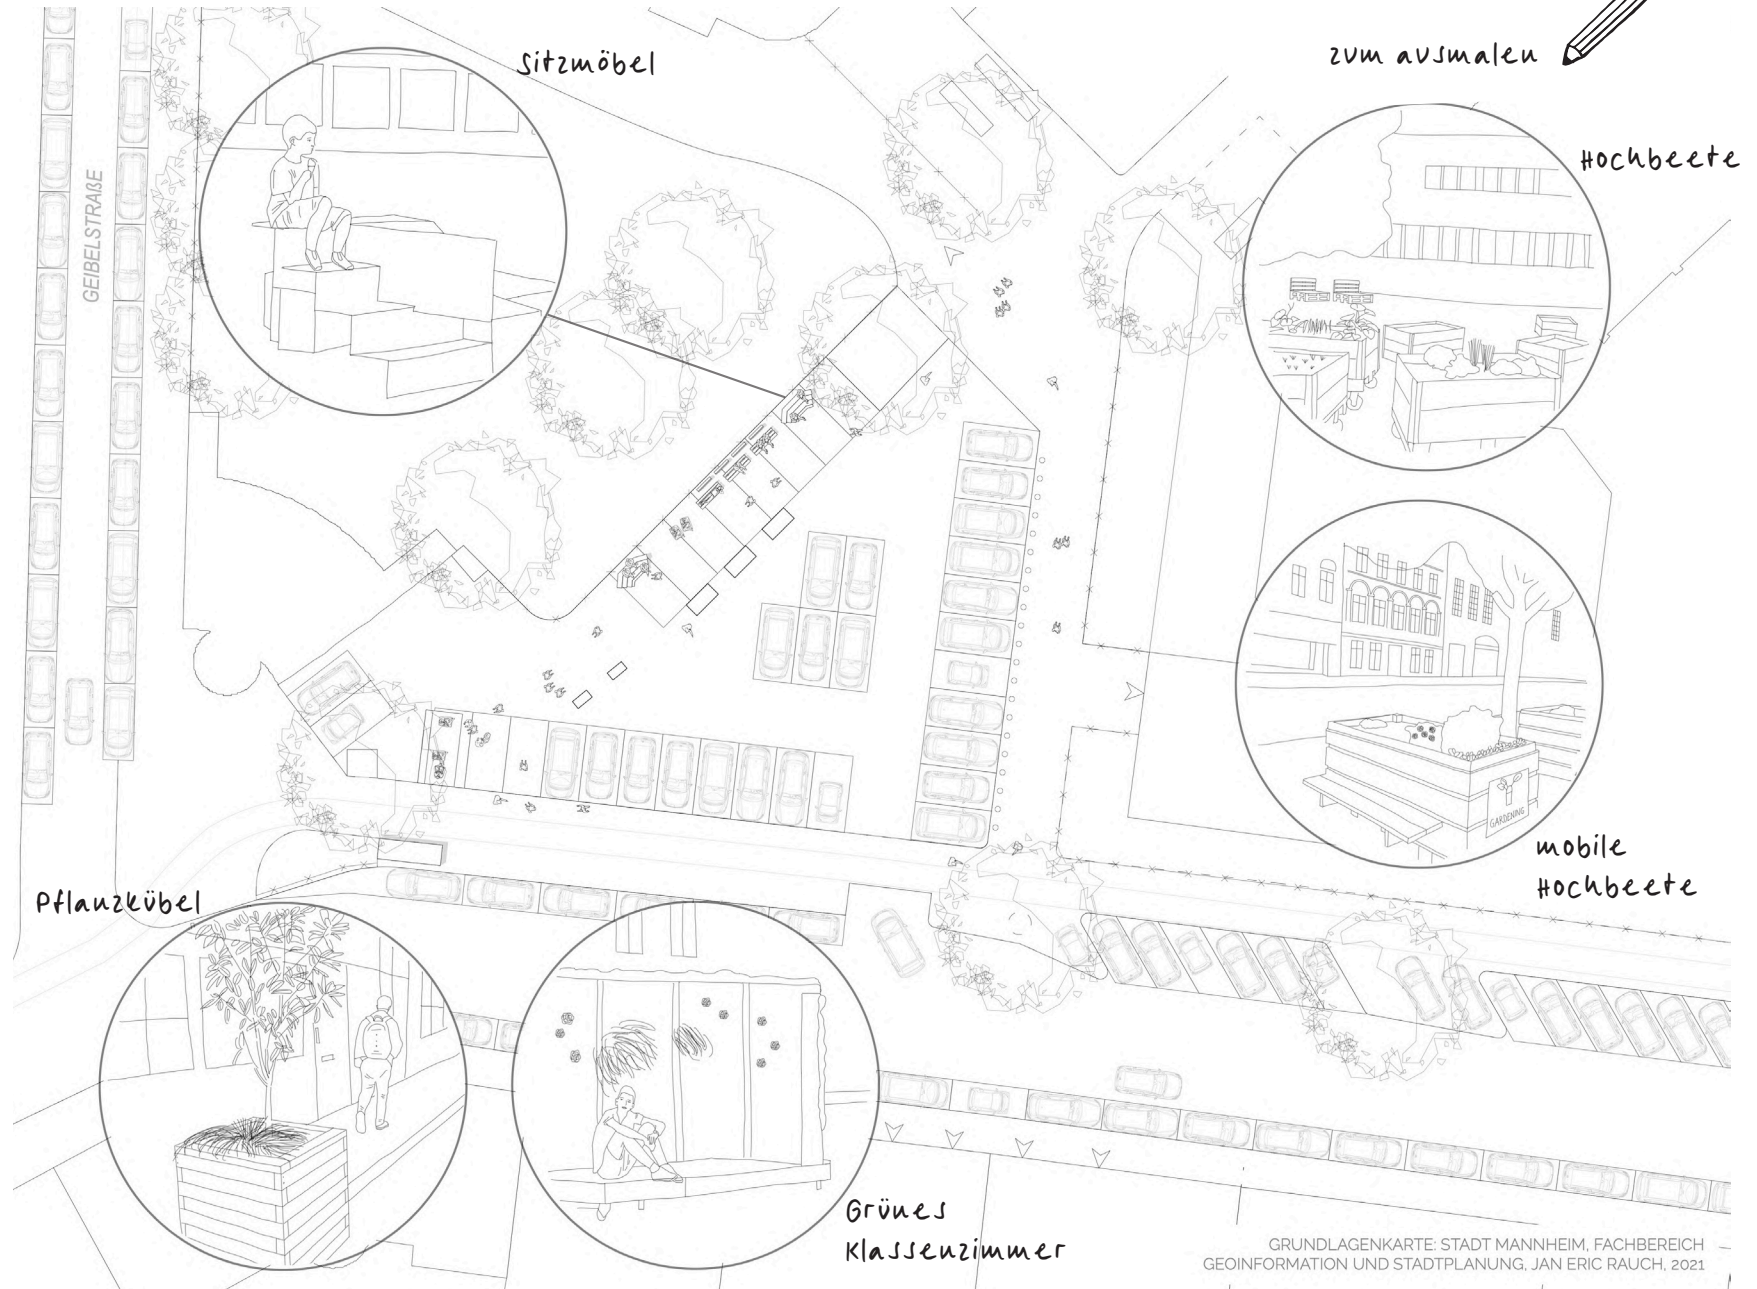 Sitzmöbel
zum ausmalen
Hochbeete
GEIBELSTRAßE
GARDENING
mobile
Hochbeete
Pflanzkübel
Grünes
Klassenzimmer
GRUNDLAGENKARTE: STADT MANNHEIM, FACHBEREICH
GEOINFORMATION UND STADTPLANUNG, JAN ERIC RAUCH, 2021